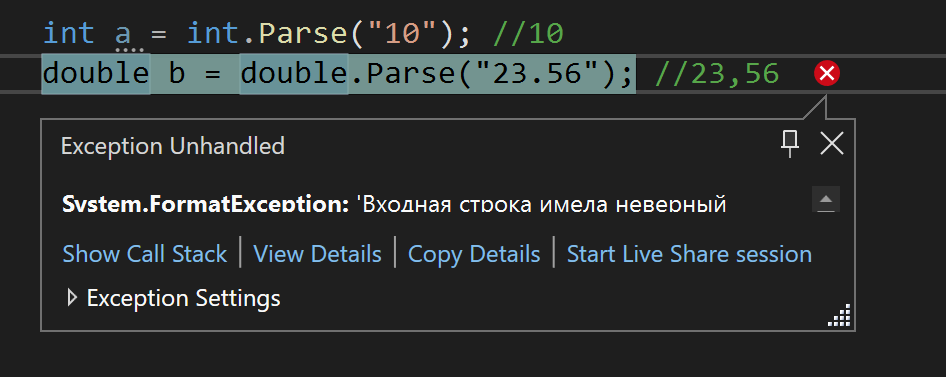 int a = int.Parse("10"); //10
double b = double.Parse("23.56"); //23,56
Exception Unhandled
System.FormatException: 'Входная строка имела неверный
Show Call Stack | View Details | Copy Details | Start Live Share session
Exception Settings